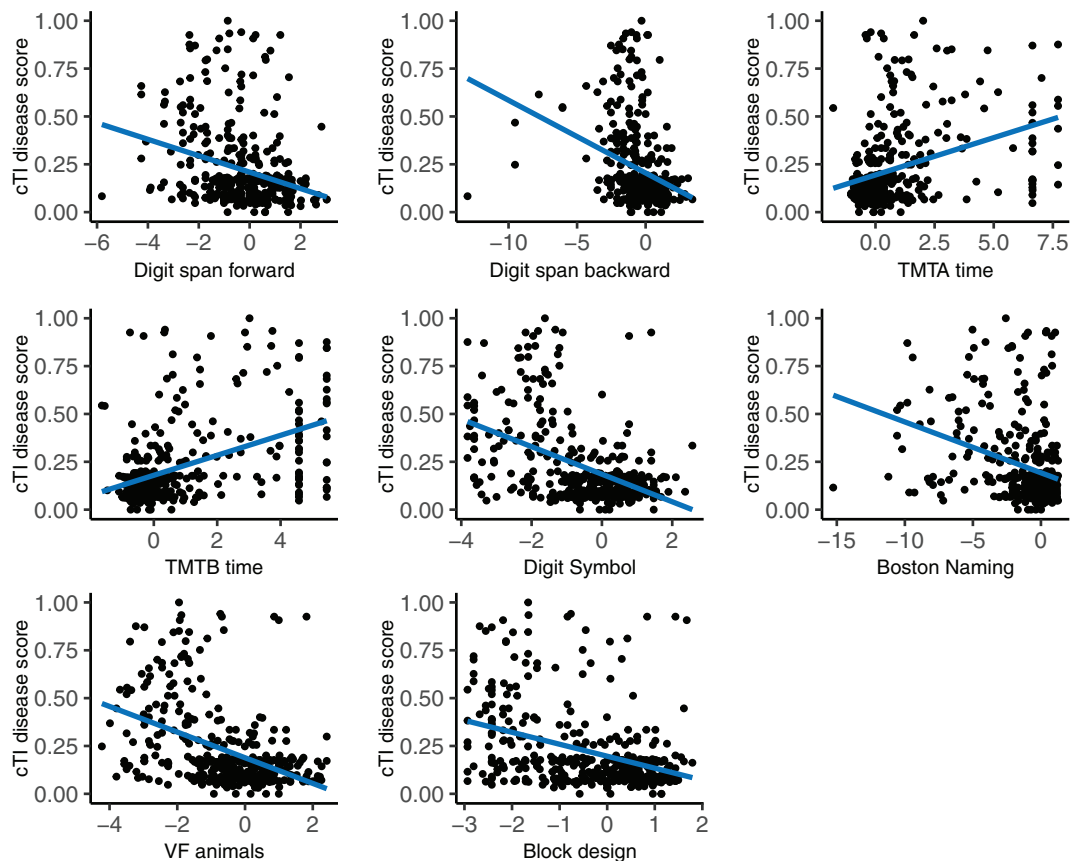 1.00
0.75
0.50
0.25
0.00
cTI disease score
−6 −4 −2 0 2
Digit span forward
1.00
0.75
0.50
0.25
0.00
cTI disease score
−10 −5 0
Digit span backward
1.00
0.75
0.50
0.25
0.00
cTI disease score
0.0 2.5 5.0 7.5
TMTA time
1.00
0.75
0.50
0.25
0.00
cTI disease score
0 2 4
TMTB time
1.00
0.75
0.50
0.25
0.00
cTI disease score
−4 −2 0 2
Digit Symbol
1.00
0.75
0.50
0.25
0.00
cTI disease score
−15 −10 −5 0
Boston Naming
1.00
0.75
0.50
0.25
0.00
cTI disease score
−4 −2 0 2
VF animals
1.00
0.75
0.50
0.25
0.00
cTI disease score
−3 −2 −1 0 1 2
Block design